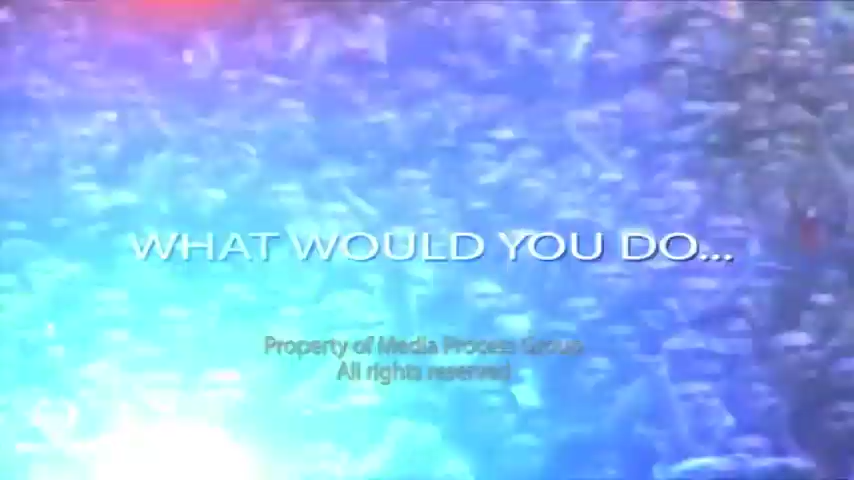 WHAT WOULD YOU DO...
Property of Media Process Group
All rights reserved